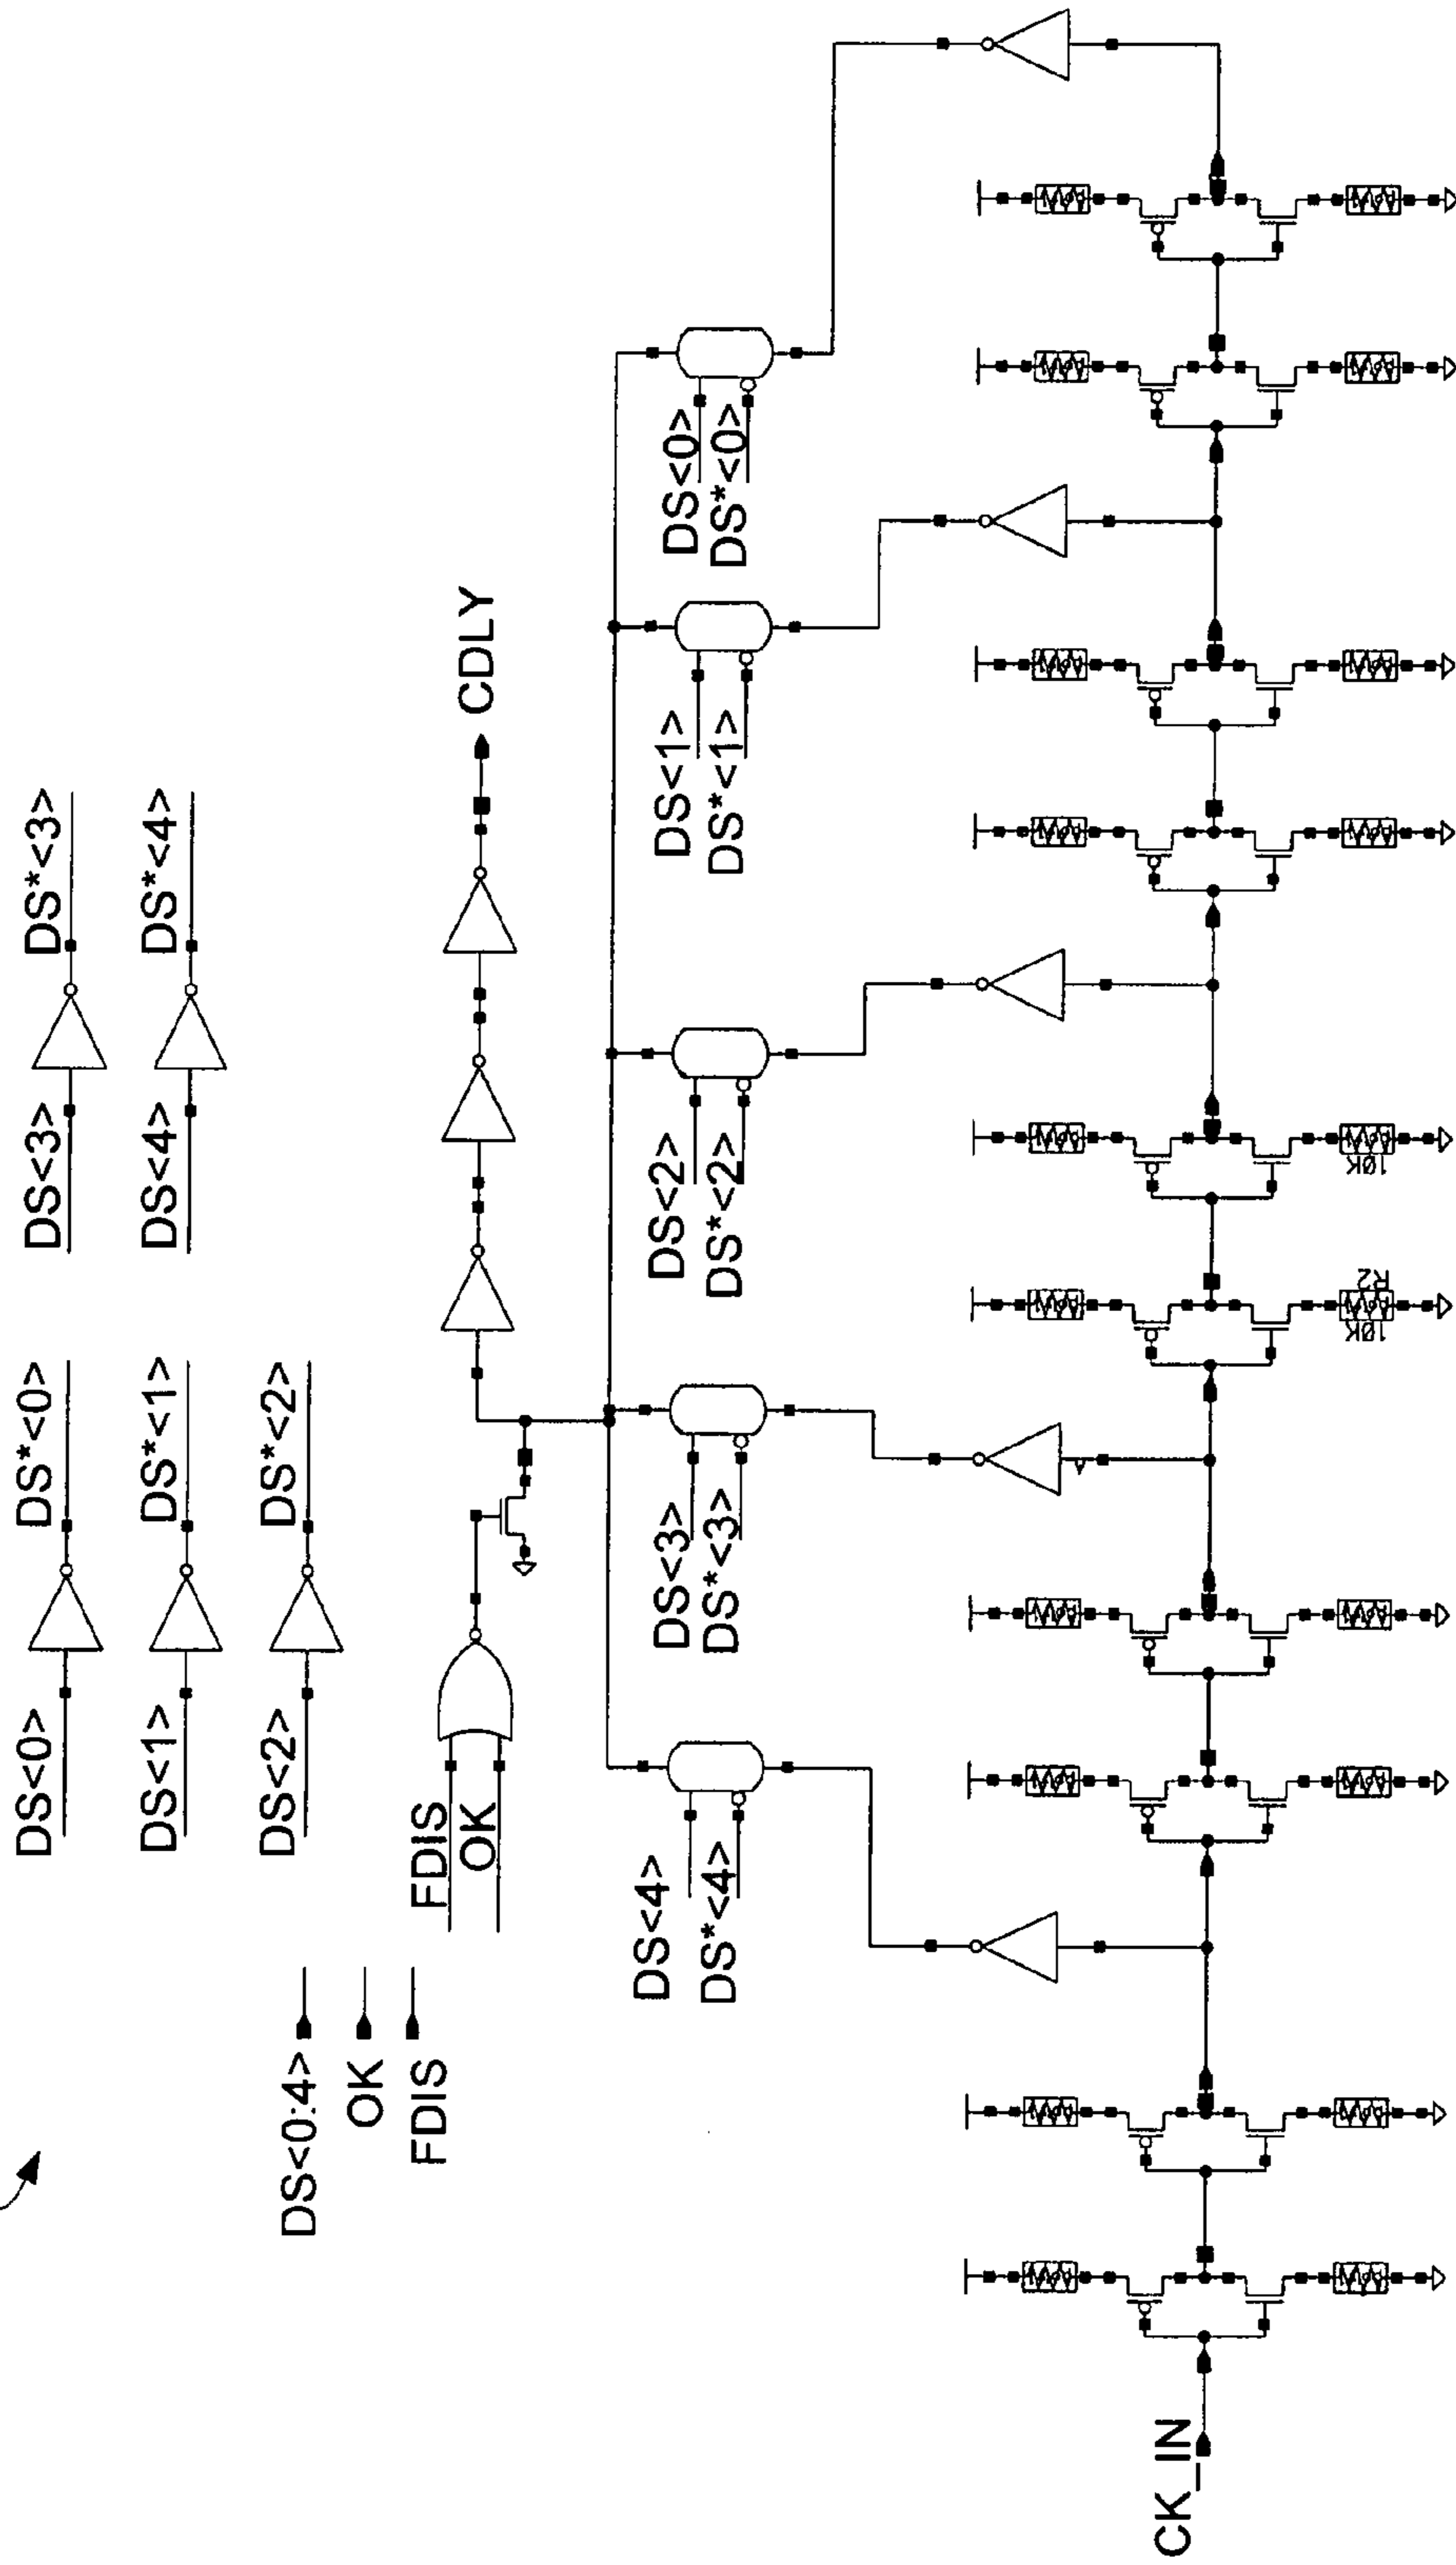 DS<0>
DS*<0>
DS<3>
DS*<3>
DS<1>
DS*<1>
DS<4>
DS*<4>
DS<2>
DS*<2>
DS<0:4>
OK
FDIS
FDIS
OK
CDLY
DS<4>
DS*<4>
DS<3>
DS*<3>
DS<2>
DS*<2>
DS<1>
DS*<1>
DS<0>
DS*<0>
CK_IN
R2
10K
10K